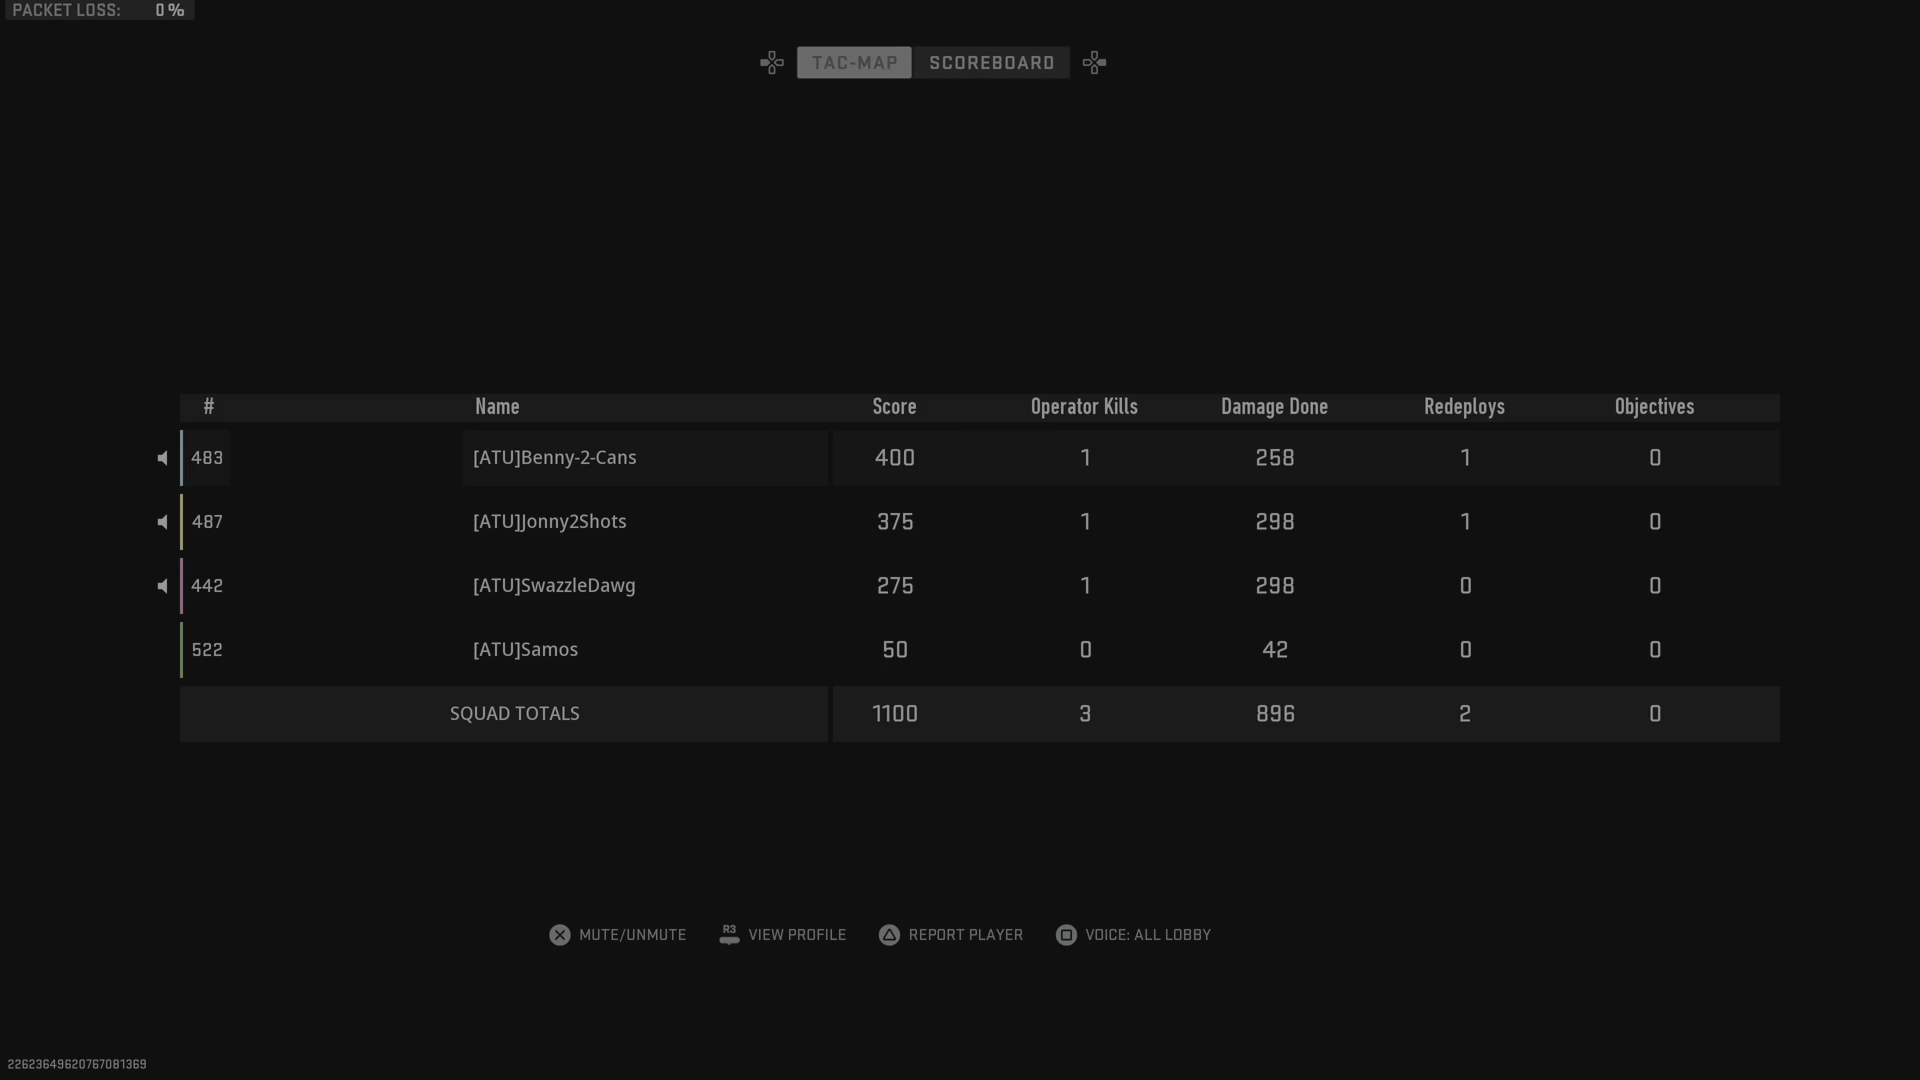 PACKET LOSS: 0 %
TAC-MAP SCOREBOARD
# Name Score Operator Kills Damage Done Redeploys Objectives
483 [ATU]Benny-2-Cans 400 1 258 1 0
487 [ATU]Jonny2Shots 375 1 298 1 0
442 [ATU]SwazzleDawg 275 1 298 0 0
522 [ATU]Samos 50 0 42 0 0
SQUAD TOTALS 1100 3 896 2 0
R3
MUTE/UNMUTE VIEW PROFILE REPORT PLAYER VOICE: ALL LOBBY
22623649620767081369